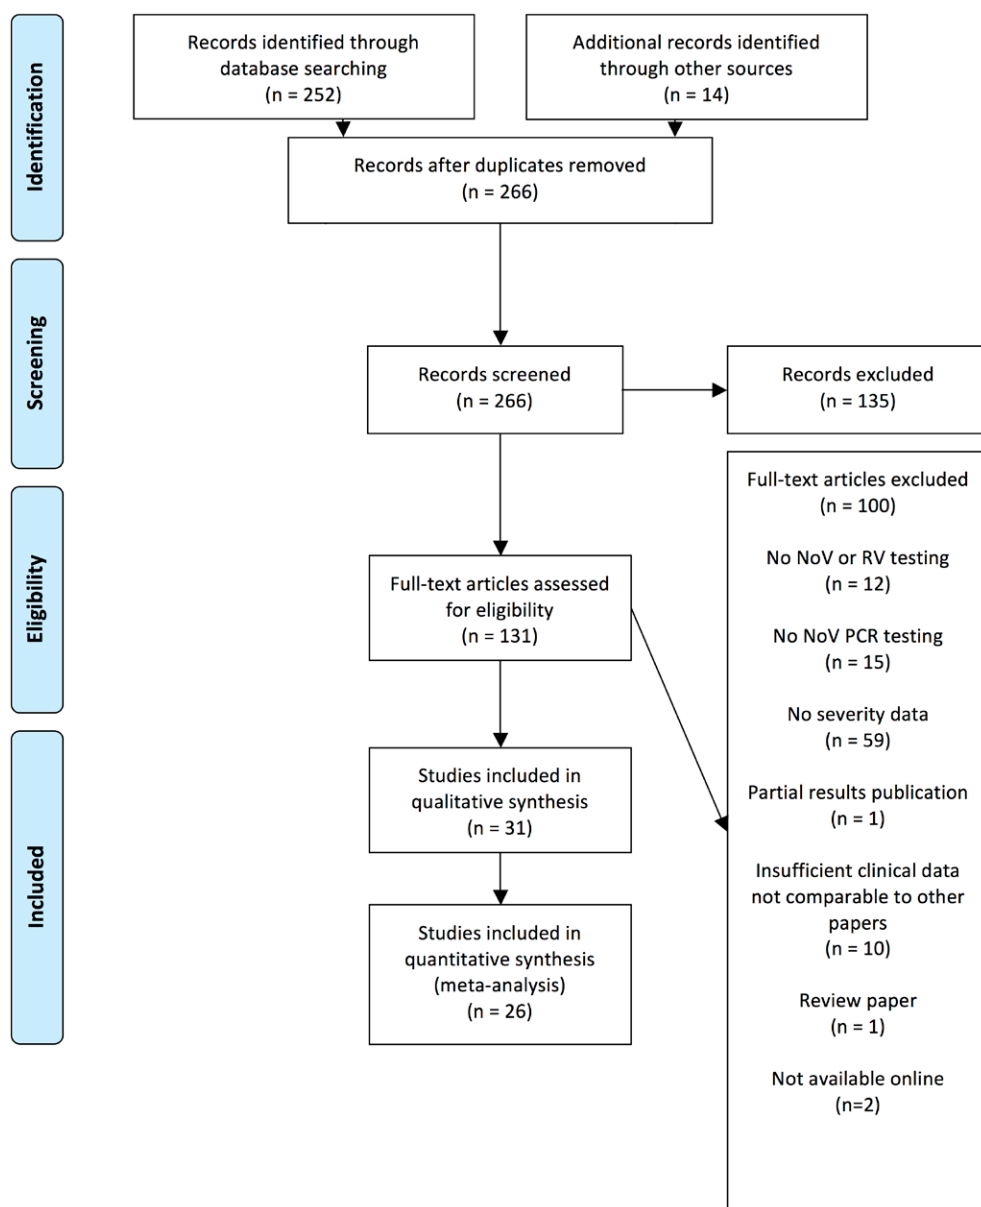 Identification
Records identified through
database searching
(n = 252)
Additional records identified
through other sources
(n = 14)
Records after duplicates removed
(n = 266)
Screening
Records screened
(n = 266)
Records excluded
(n = 135)
Eligibility
Full-text articles assessed
for eligibility
(n = 131)
Full-text articles excluded
(n = 100)
No NoV or RV testing
(n = 12)
No NoV PCR testing
(n = 15)
No severity data
(n = 59)
Partial results publication
(n = 1)
Insufficient clinical data
not comparable to other
papers
(n = 10)
Review paper
(n = 1)
Not available online
(n=2)
Included
Studies included in
qualitative synthesis
(n = 31)
Studies included in
quantitative synthesis
(meta-analysis)
(n = 26)